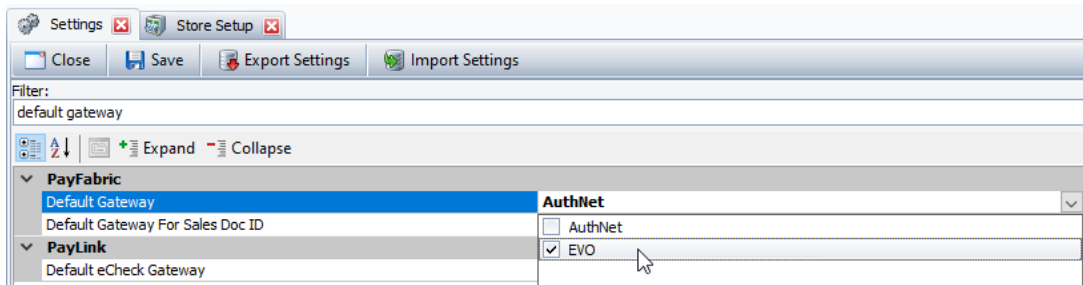 Settings Store Setup
Close Save Export Settings Import Settings
Filter:
default gateway
Expand Collapse
PayFabric
Default Gateway AuthNet
Default Gateway For Sales Doc ID AuthNet
PayLink EVO
Default eCheck Gateway